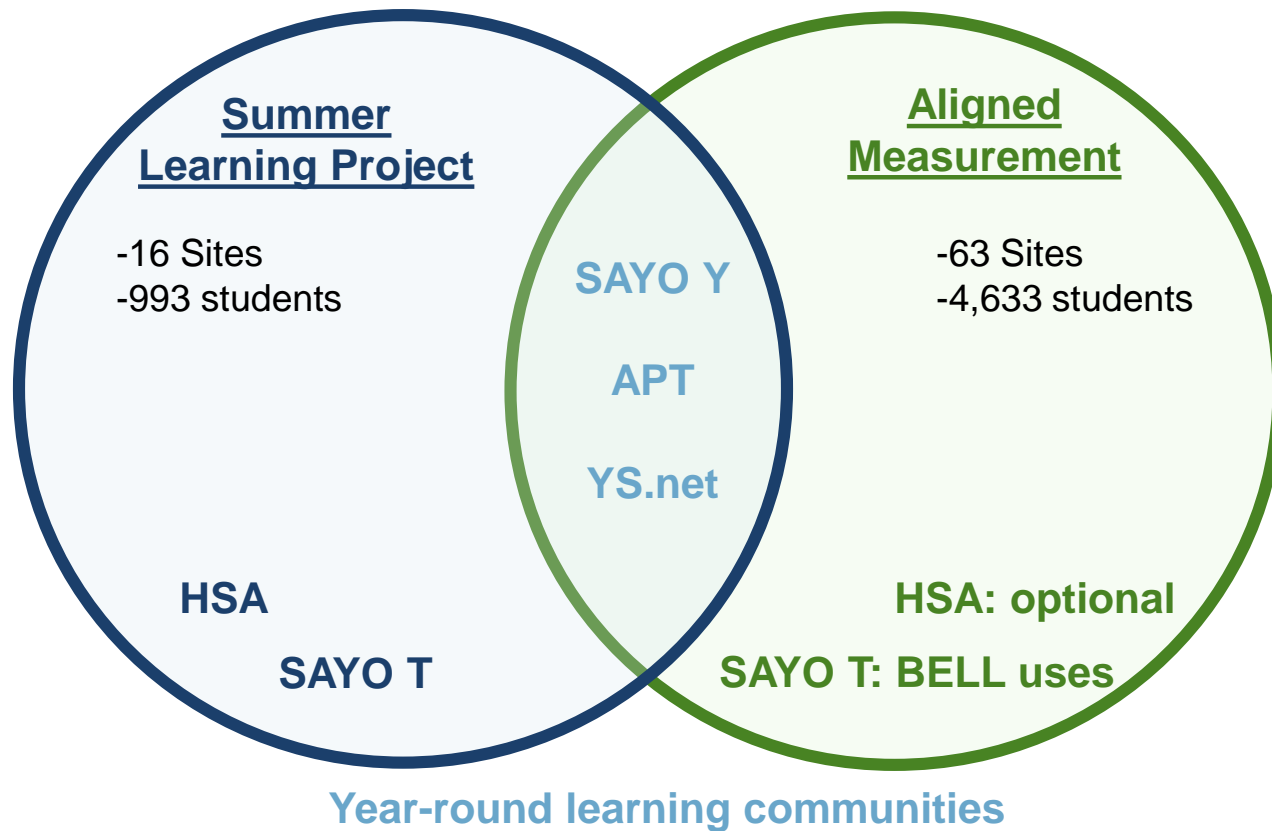 Summer
Learning Project
-16 Sites
-993 students
HSA
SAYO T
SAYO Y
APT
YS.net
Aligned
Measurement
-63 Sites
-4,633 students
HSA: optional
SAYO T: BELL uses
Year-round learning communities